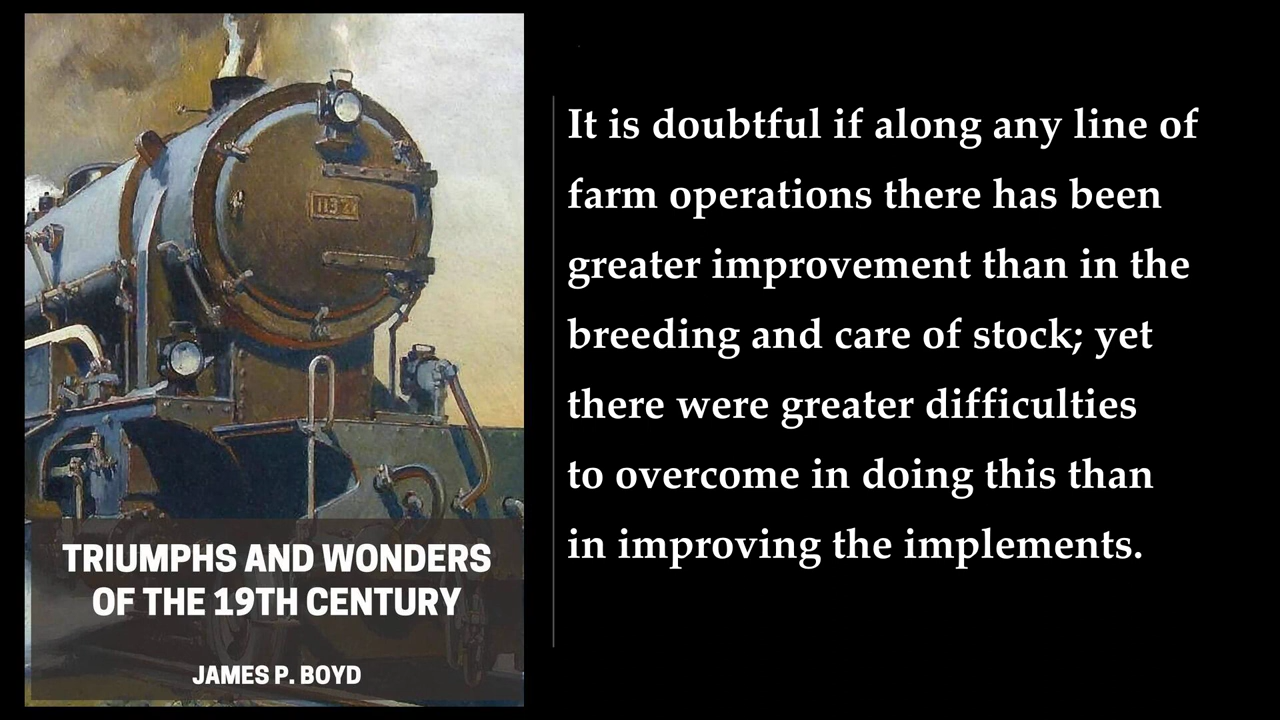 1132
TRIUMPHS AND WONDERS
OF THE 19TH CENTURY
JAMES P. BOYD
It is doubtful if along any line of
farm operations there has been
greater improvement than in the
breeding and care of stock; yet
there were greater difficulties
to overcome in doing this than
in improving the implements.